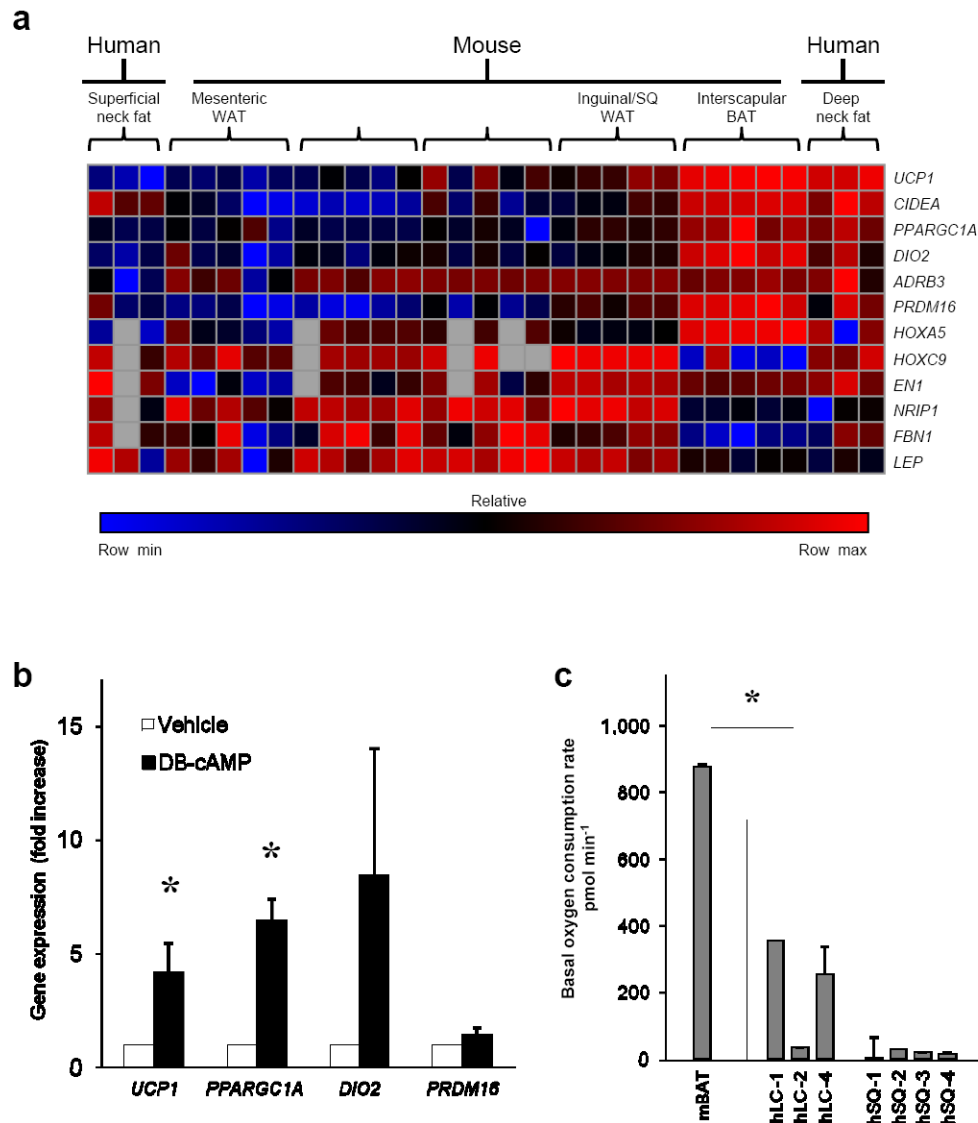 a
Human Mouse Human
Superficial neck fat
Mesenteric WAT
Inguinal/SQ WAT
Interscapular BAT
Deep neck fat
UCP1
CIDEA
PPARGC1A
DIO2
ADRB3
PRDM16
HOXA5
HOXC9
EN1
NRIP1
FBN1
LEP
Relative
Row min Row max
b
Gene expression (fold increase)
15
10
5
0
Vehicle
DB-cAMP
*
*
UCP1 PPARGC1A DIO2 PRDM16
c
Basal oxygen consumption rate
pmol min-1
1,000
800
600
400
200
0
*
mBAT
hLC-1
hLC-2
hLC-4
hSQ-1
hSQ-2
hSQ-3
hSQ-4